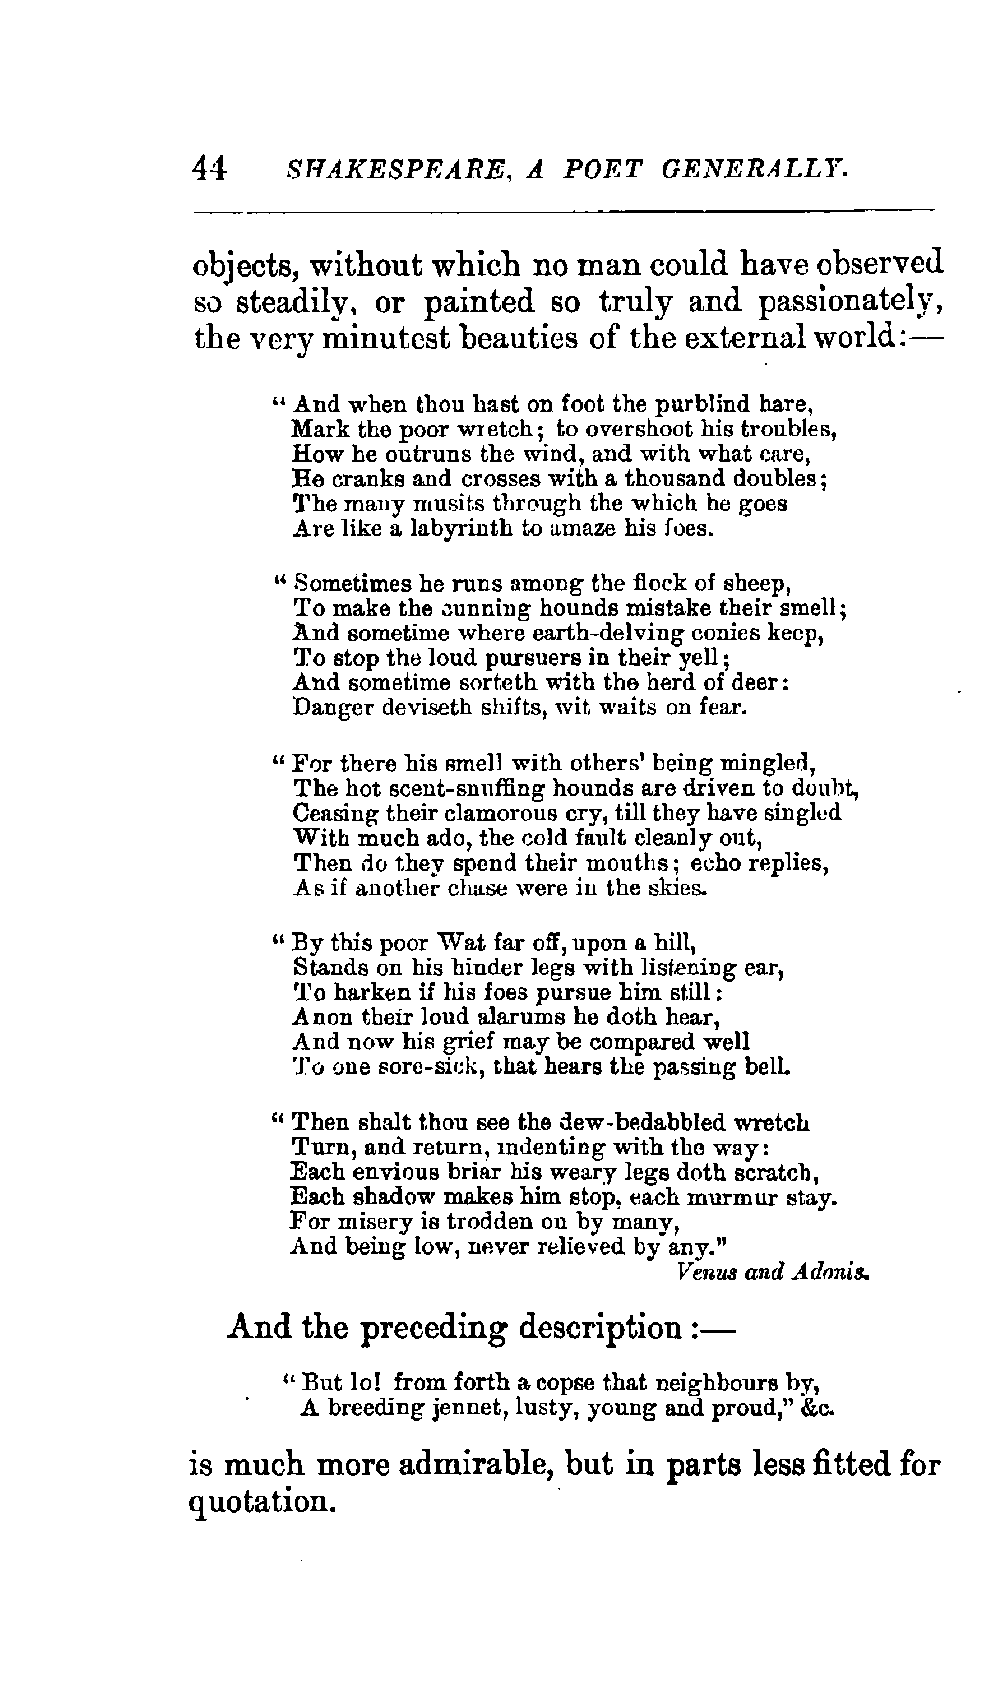 44 SHAKESPEARE, A POET GENERALLY.
objects, without which no man could have observed
so steadily, or painted so truly and passionately,
the very minutest beauties of the external world:—
“ And when thou hast on foot the purblind hare,
Mark the poor wretch; to overshoot his troubles,
How he outruns the wind, and with what care,
He cranks and crosses with a thousand doubles;
The many musits through the which he goes
Are like a labyrinth to amaze his foes.
“ Sometimes he runs among the flock of sheep,
To make the cunning hounds mistake their smell;
And sometime where earth-delving conies keep,
To stop the loud pursuers in their yell;
And sometime sorteth with the herd of deer:
Danger deviseth shifts, wit waits on fear.
“ For there his smell with others' being mingled,
The hot scent-snuffing hounds are driven to doubt,
Ceasing their clamorous cry, till they have singled
With much ado, the cold fault cleanly out,
Then do they spend their mouths; echo replies,
As if another chase were in the skies.
“ By this poor Wat far off, upon a hill,
Stands on his hinder legs with listening ear,
To harken if his foes pursue him still:
Anon their loud alarums he doth hear,
And now his grief may be compared well
To one sore-sick, that hears the passing bell.
“ Then shalt thou see the dew-bedabbled wretch
Turn, and return, indenting with the way:
Each envious briar his weary legs doth scratch,
Each shadow makes him stop, each murmur stay.
For misery is trodden on by many,
And being low, never relieved by any.”
Venus and Adonis.
And the preceding description :—
“ But lo! from forth a copse that neighbours by,
A breeding jennet, lusty, young and proud,” &c.
is much more admirable, but in parts less fitted for
quotation.